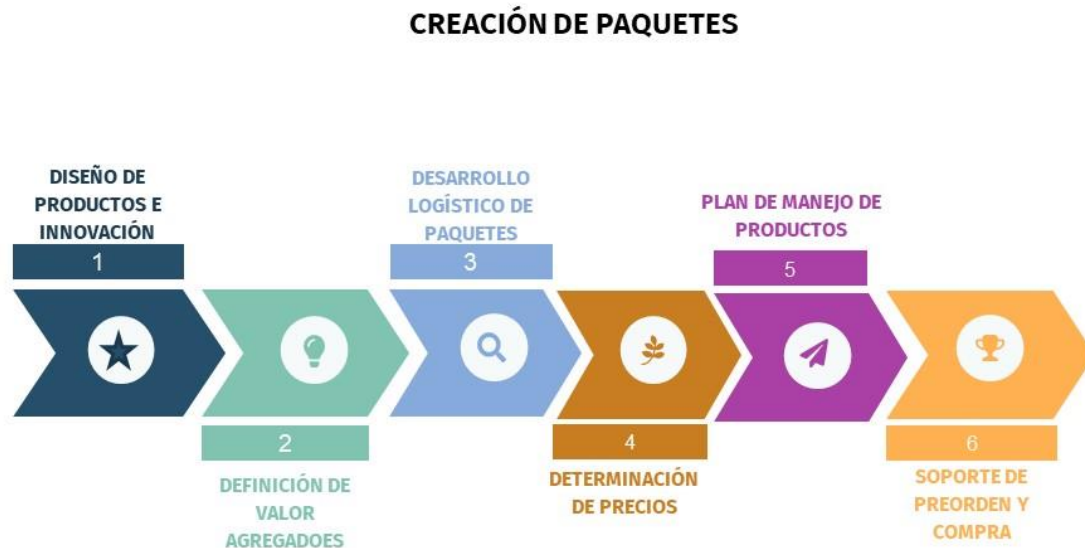 CREACIÓN DE PAQUETES
DISEÑO DE
PRODUCTOS E
INNOVACIÓN
1
2
DEFINICIÓN DE
VALOR
AGREGADOES
DESARROLLO
LOGÍSTICO DE
PAQUETES
3
4
DETERMINACIÓN
DE PRECIOS
PLAN DE MANEJO DE
PRODUCTOS
5
6
SOPORTE DE
PREORDEN Y
COMPRA